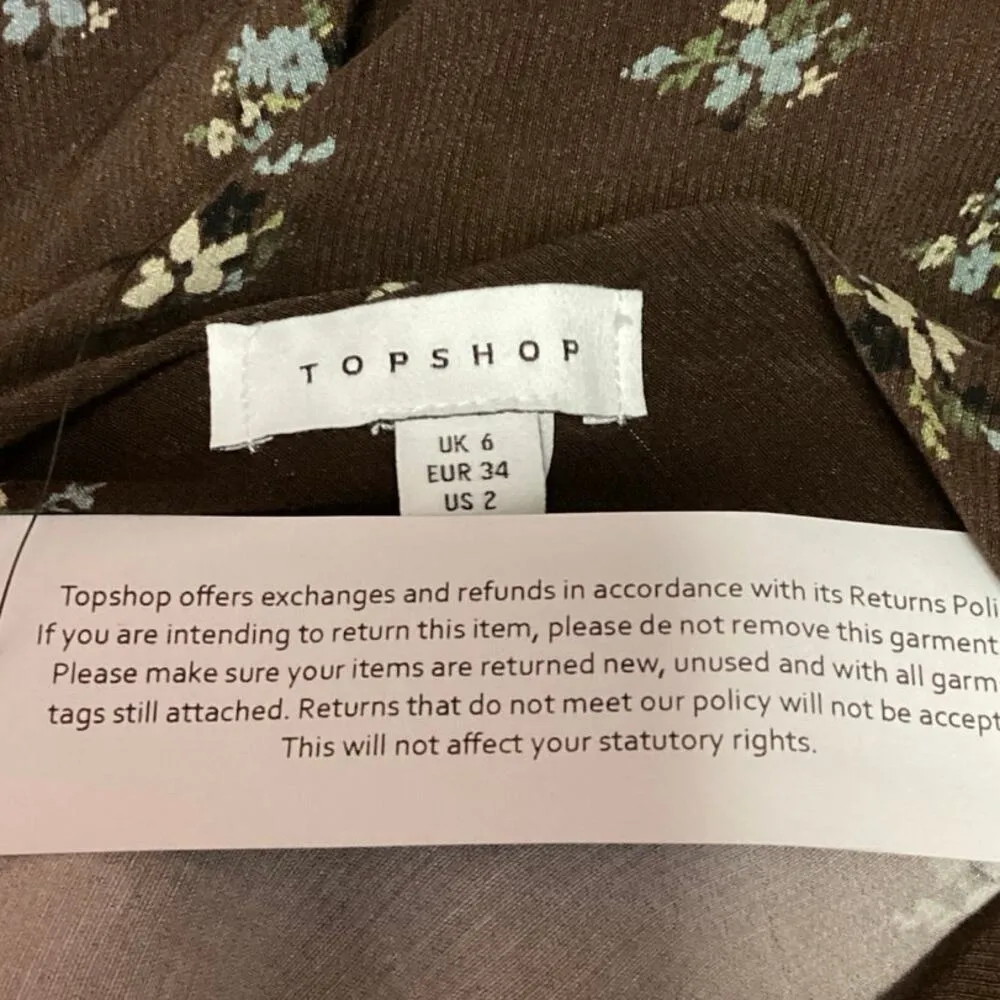 TOPSHOP
UK 6
EUR 34
US 2
Topshop offers exchanges and refunds in accordance with its Returns Poli
If you are intending to return this item, please de not remove this garment
Please make sure your items are returned new, unused and with all garm
tags still attached. Returns that do not meet our policy will not be accept
This will not affect your statutory rights.